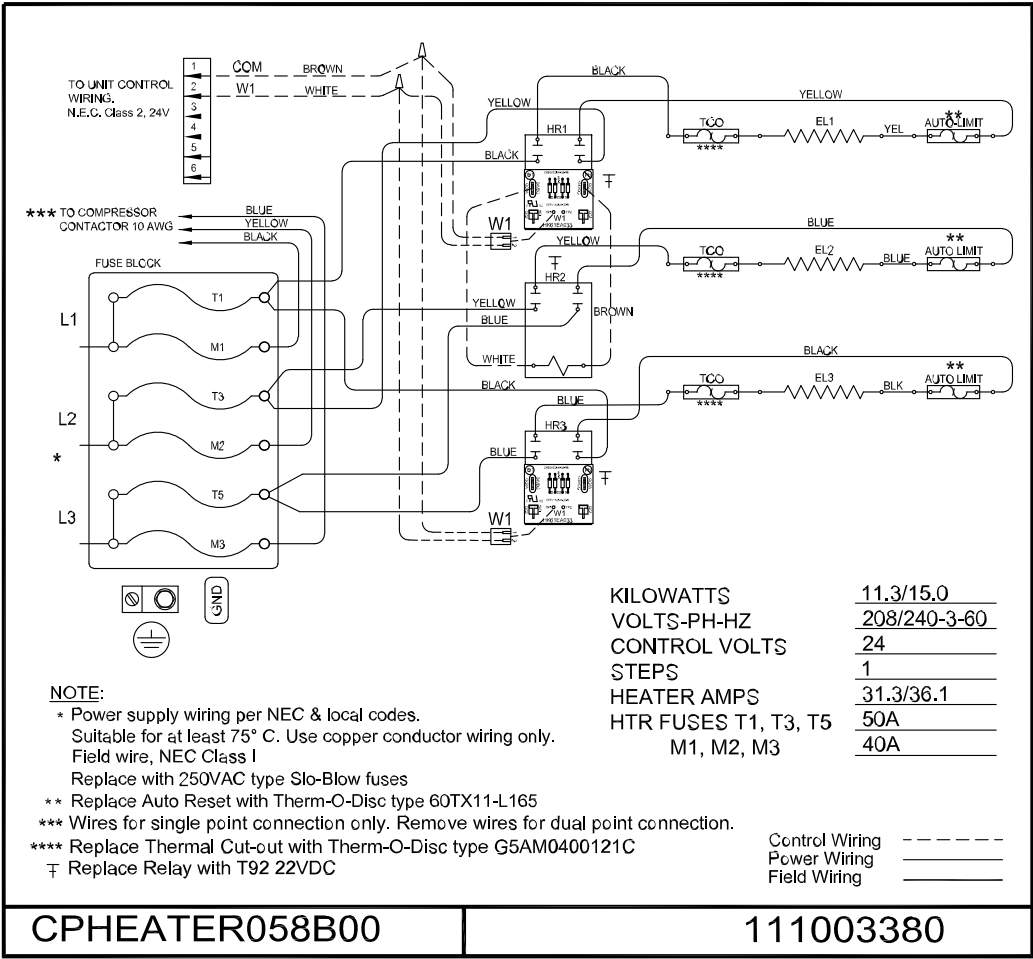 1
2
3
4
5
6
TO UNIT CONTROL
WIRING.
N.E.C. Class 2, 24V
COM
BROWN
W1
WHITE
BLACK
YELLOW
YELLOW
HR1
BLACK
TCO
****
EL1
YEL
**
AUTO-LIMIT
W1
HK61EA033
W1
*** TO COMPRESSOR
CONTACTOR 10 AWG
BLUE
YELLOW
BLACK
YELLOW
HR2
BLUE
TCO
****
EL2
BLUE
**
AUTO LIMIT
FUSE BLOCK
L1
T1
M1
L2
T3
M2
*
L3
T5
M3
YELLOW
BLUE
BROWN
WHITE
BLACK
BLACK
BLUE
HR3
BLUE
TCO
****
EL3
BLK
**
AUTO LIMIT
W1
HK61EA033
W1
GND
KILOWATTS 11.3/15.0
VOLTS-PH-HZ 208/240-3-60
CONTROL VOLTS 24
STEPS 1
HEATER AMPS 31.3/36.1
HTR FUSES T1, T3, T5 50A
M1, M2, M3 40A
NOTE:
* Power supply wiring per NEC & local codes.
Suitable for at least 75° C. Use copper conductor wiring only.
Field wire, NEC Class I
Replace with 250VAC type Slo-Blow fuses
** Replace Auto Reset with Therm-O-Disc type 60TX11-L165
*** Wires for single point connection only. Remove wires for dual point connection.
**** Replace Thermal Cut-out with Therm-O-Disc type G5AM0400121C
Ŧ Replace Relay with T92 22VDC
Control Wiring
Power Wiring
Field Wiring
CPHEATER058B00
111003380